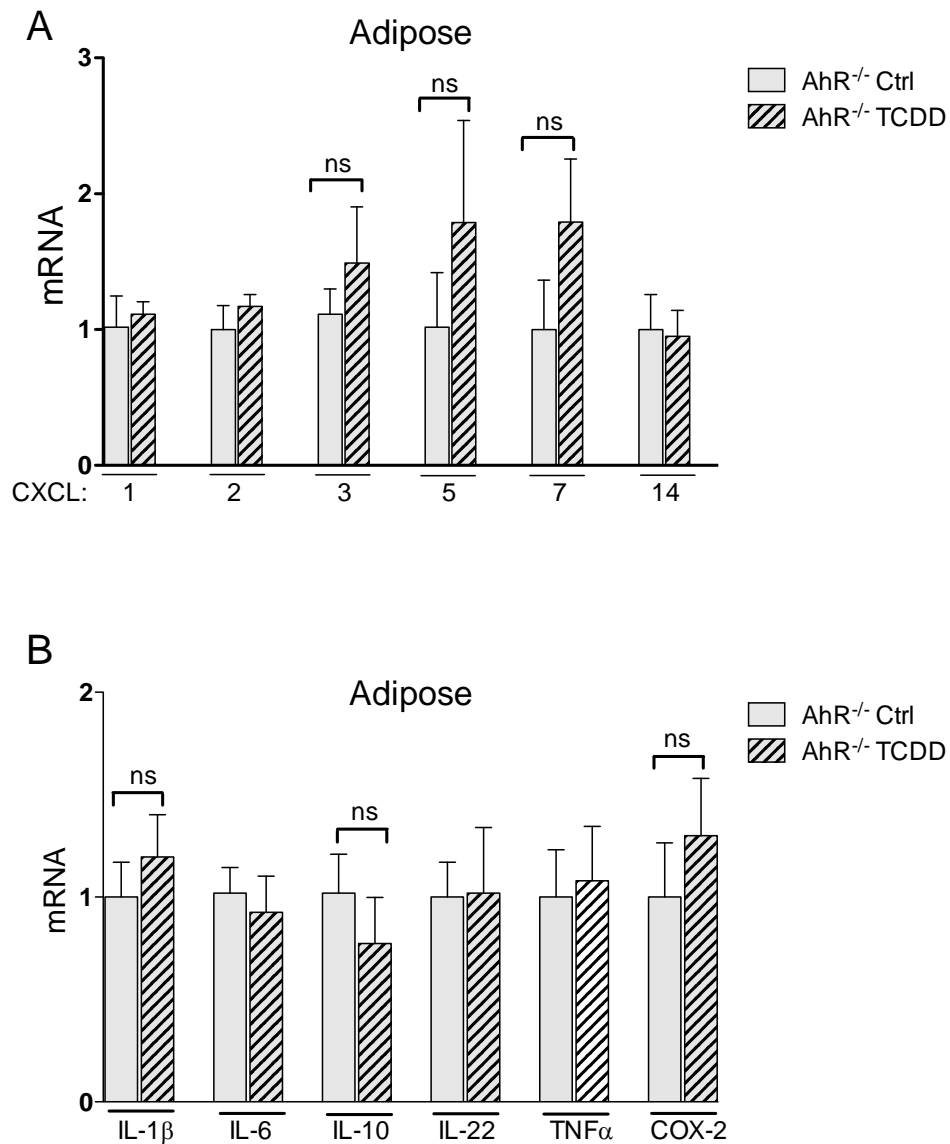 A
Adipose
3
2
1
0
mRNA
ns
ns
ns
AhR-/- Ctrl
AhR-/- TCDD
CXCL: 1 2 3 5 7 14
B
Adipose
2
1
0
mRNA
ns
ns
ns
AhR-/- Ctrl
AhR-/- TCDD
IL-1β IL-6 IL-10 IL-22 TNFα COX-2